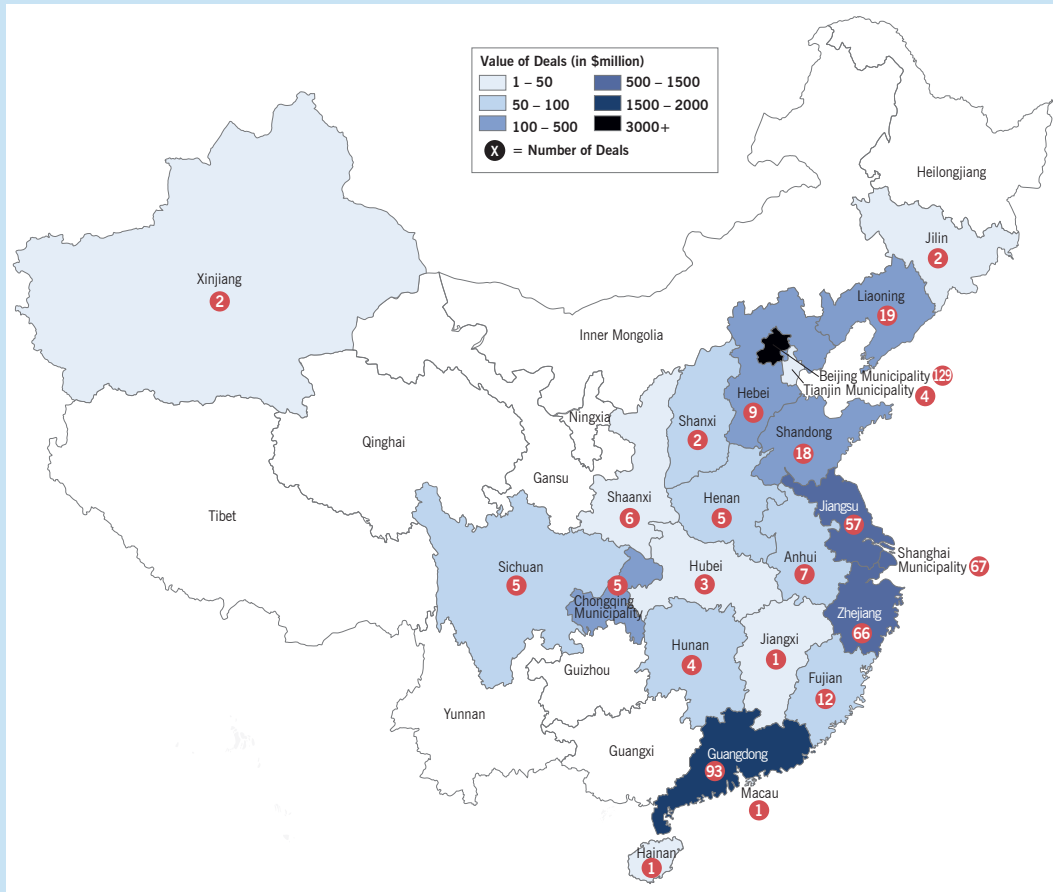 Value of Deals (in $million)
1 – 50
500 – 1500
50 – 100
1500 – 2000
100 – 500
3000+
X = Number of Deals
Heilongjiang
Jilin
2
Xinjiang
2
Liaoning
19
Inner Mongolia
Beijing Municipality 129
Tianjin Municipality 4
Hebei
9
Ningxia
Shanxi
2
Shandong
18
Qinghai
Gansu
Shaanxi
6
Henan
5
Jiangsu
57
Tibet
Shanghai
Municipality 67
Anhui
7
Hubei
3
Sichuan
5
5
Chongqing
Municipality
Zhejiang
66
Jiangxi
1
Hunan
4
Guizhou
Fujian
12
Yunnan
Guangxi
Guangdong
93
Macau
1
Hainan
1